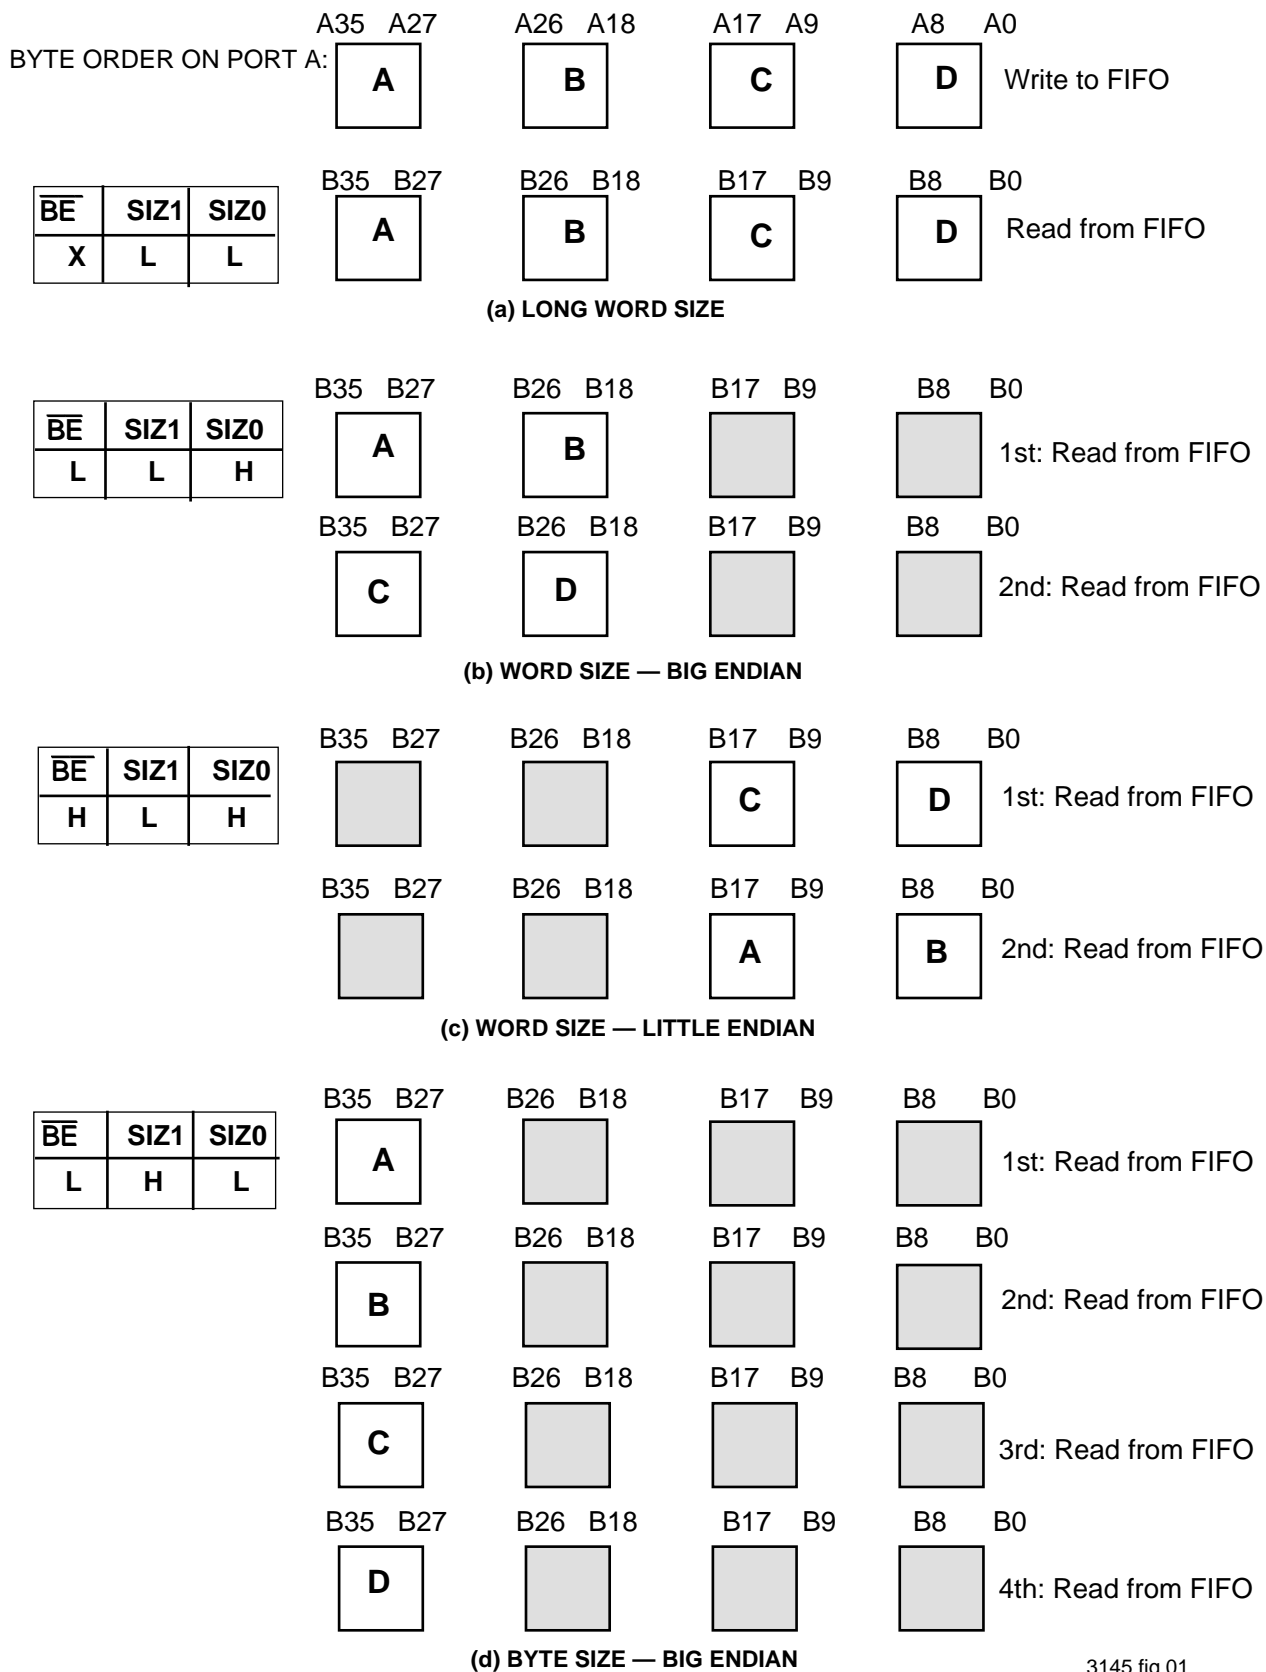 A35 A27 A26 A18 A17 A9 A8 A0
BYTE ORDER ON PORT A: A B C D Write to FIFO
B35 B27 B26 B18 B17 B9 B8 B0
B̅E̅ SIZ1 SIZ0
A B C D Read from FIFO
X L L
(a) LONG WORD SIZE
B35 B27 B26 B18 B17 B9 B8 B0
B̅E̅ SIZ1 SIZ0
A B 1st: Read from FIFO
L L H
B35 B27 B26 B18 B17 B9 B8 B0
C D 2nd: Read from FIFO
(b) WORD SIZE — BIG ENDIAN
B35 B27 B26 B18 B17 B9 B8 B0
B̅E̅ SIZ1 SIZ0
C D 1st: Read from FIFO
H L H
B35 B27 B26 B18 B17 B9 B8 B0
A B 2nd: Read from FIFO
(c) WORD SIZE — LITTLE ENDIAN
B35 B27 B26 B18 B17 B9 B8 B0
B̅E̅ SIZ1 SIZ0
A 1st: Read from FIFO
L H L
B35 B27 B26 B18 B17 B9 B8 B0
B 2nd: Read from FIFO
B35 B27 B26 B18 B17 B9 B8 B0
C 3rd: Read from FIFO
B35 B27 B26 B18 B17 B9 B8 B0
D 4th: Read from FIFO
(d) BYTE SIZE — BIG ENDIAN
3145 fig 01